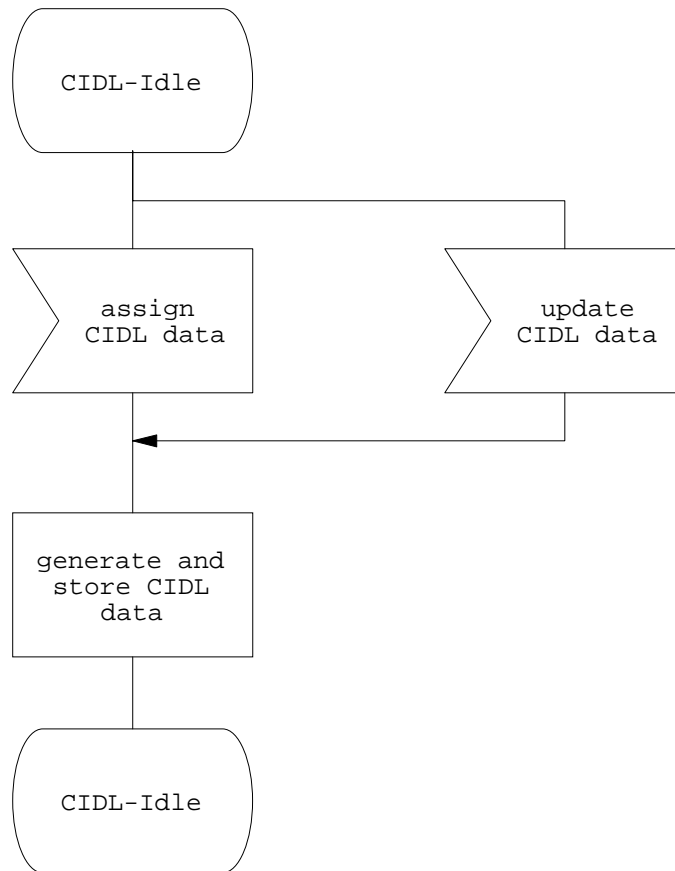 CIDL-Idle
assign
CIDL data
update
CIDL data
generate and
store CIDL
data
CIDL-Idle